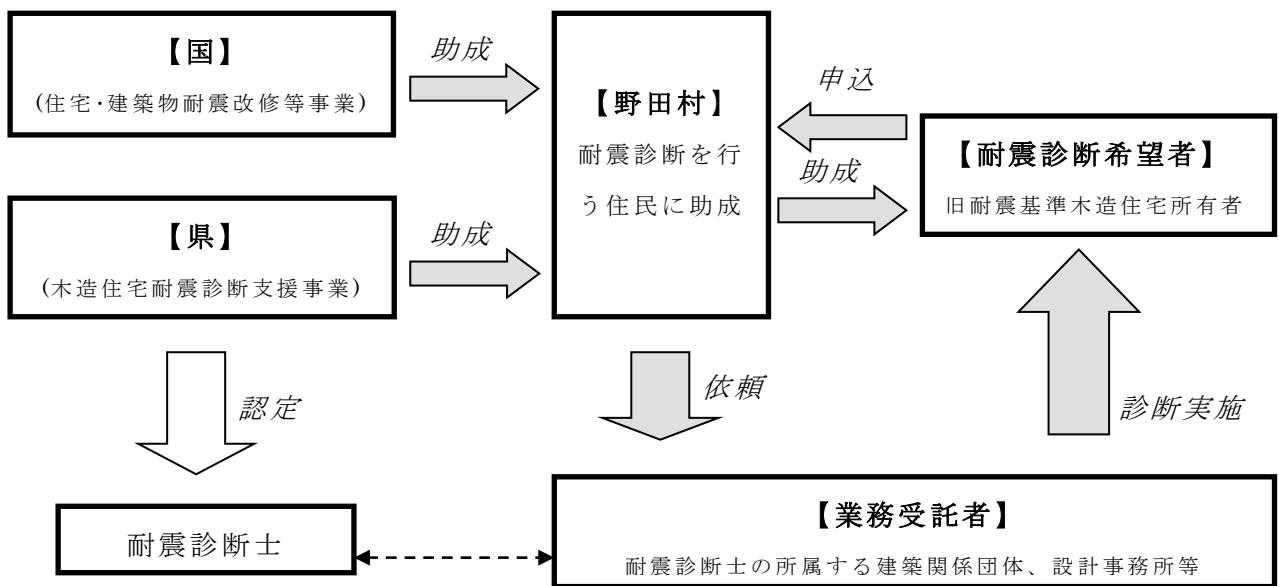 【国】
(住宅・建築物耐震改修等事業)
助成
【県】
(木造住宅耐震診断支援事業)
助成
【野田村】
耐震診断を行
う住民に助成
申込
助成
【耐震診断希望者】
旧耐震基準木造住宅所有者
認定
依頼
診断実施
耐震診断士
【業務受託者】
耐震診断士の所属する建築関係団体、設計事務所等